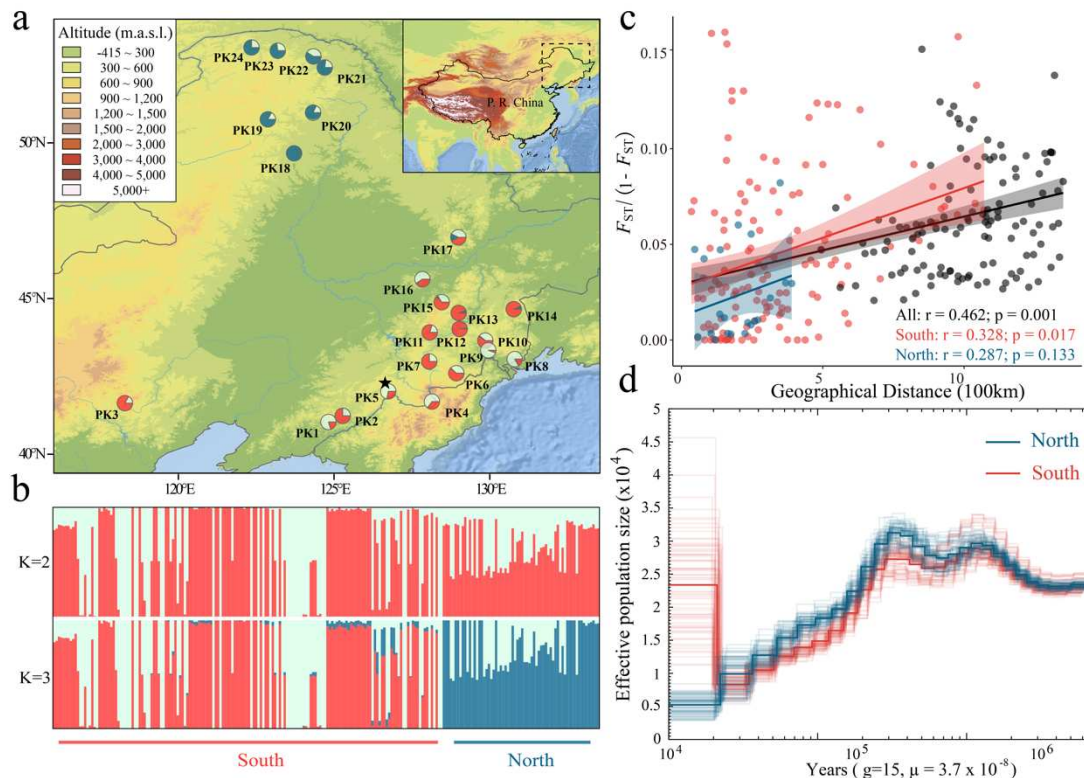 a
Altitude (m.a.s.l.)
-415 ~ 300
300 ~ 600
600 ~ 900
900 ~ 1,200
1,200 ~ 1,500
1,500 ~ 2,000
2,000 ~ 3,000
3,000 ~ 4,000
4,000 ~ 5,000
5,000+
P. R. China
PK24
PK23
PK22
PK21
PK19
PK20
PK18
PK17
PK16
PK15
PK13
PK14
PK11
PK12
PK10
PK9
PK7
PK8
PK6
PK5
PK4
PK3
PK2
PK1
50°N
45°N
40°N
120°E
125°E
130°E
b
K=2
K=3
South
North
c
FST/ (1 - FST)
0.15
0.10
0.05
0.00
0
5
10
All: r = 0.462; p = 0.001
South: r = 0.328; p = 0.017
North: r = 0.287; p = 0.133
Geographical Distance (100km)
d
Effective population size (x10⁴)
5
4
4.5
3.5
3
2.5
2
1.5
1
0.5
0
North
South
10⁴
10⁵
10⁶
Years ( g=15, μ = 3.7 x 10⁻⁸)